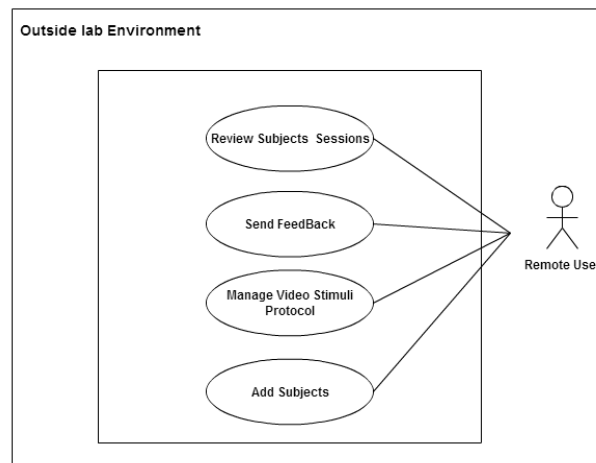 Outside lab Environment
Review Subjects Sessions
Send FeedBack
Manage Video Stimuli
Protocol
Add Subjects
Remote Use